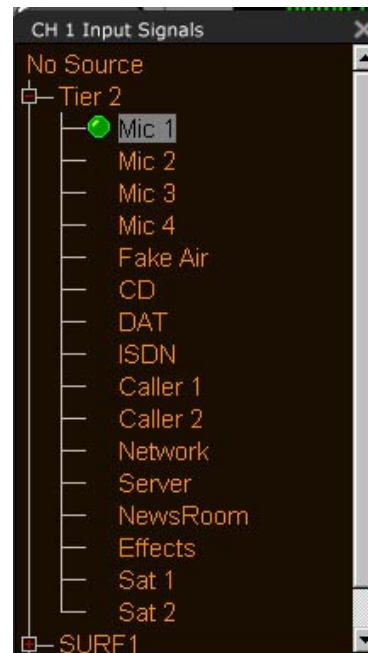 CH 1 Input Signals
No Source
Tier 2
Mic 1
Mic 2
Mic 3
Mic 4
Fake Air
CD
DAT
ISDN
Caller 1
Caller 2
Network
Server
NewsRoom
Effects
Sat 1
Sat 2
SURF1